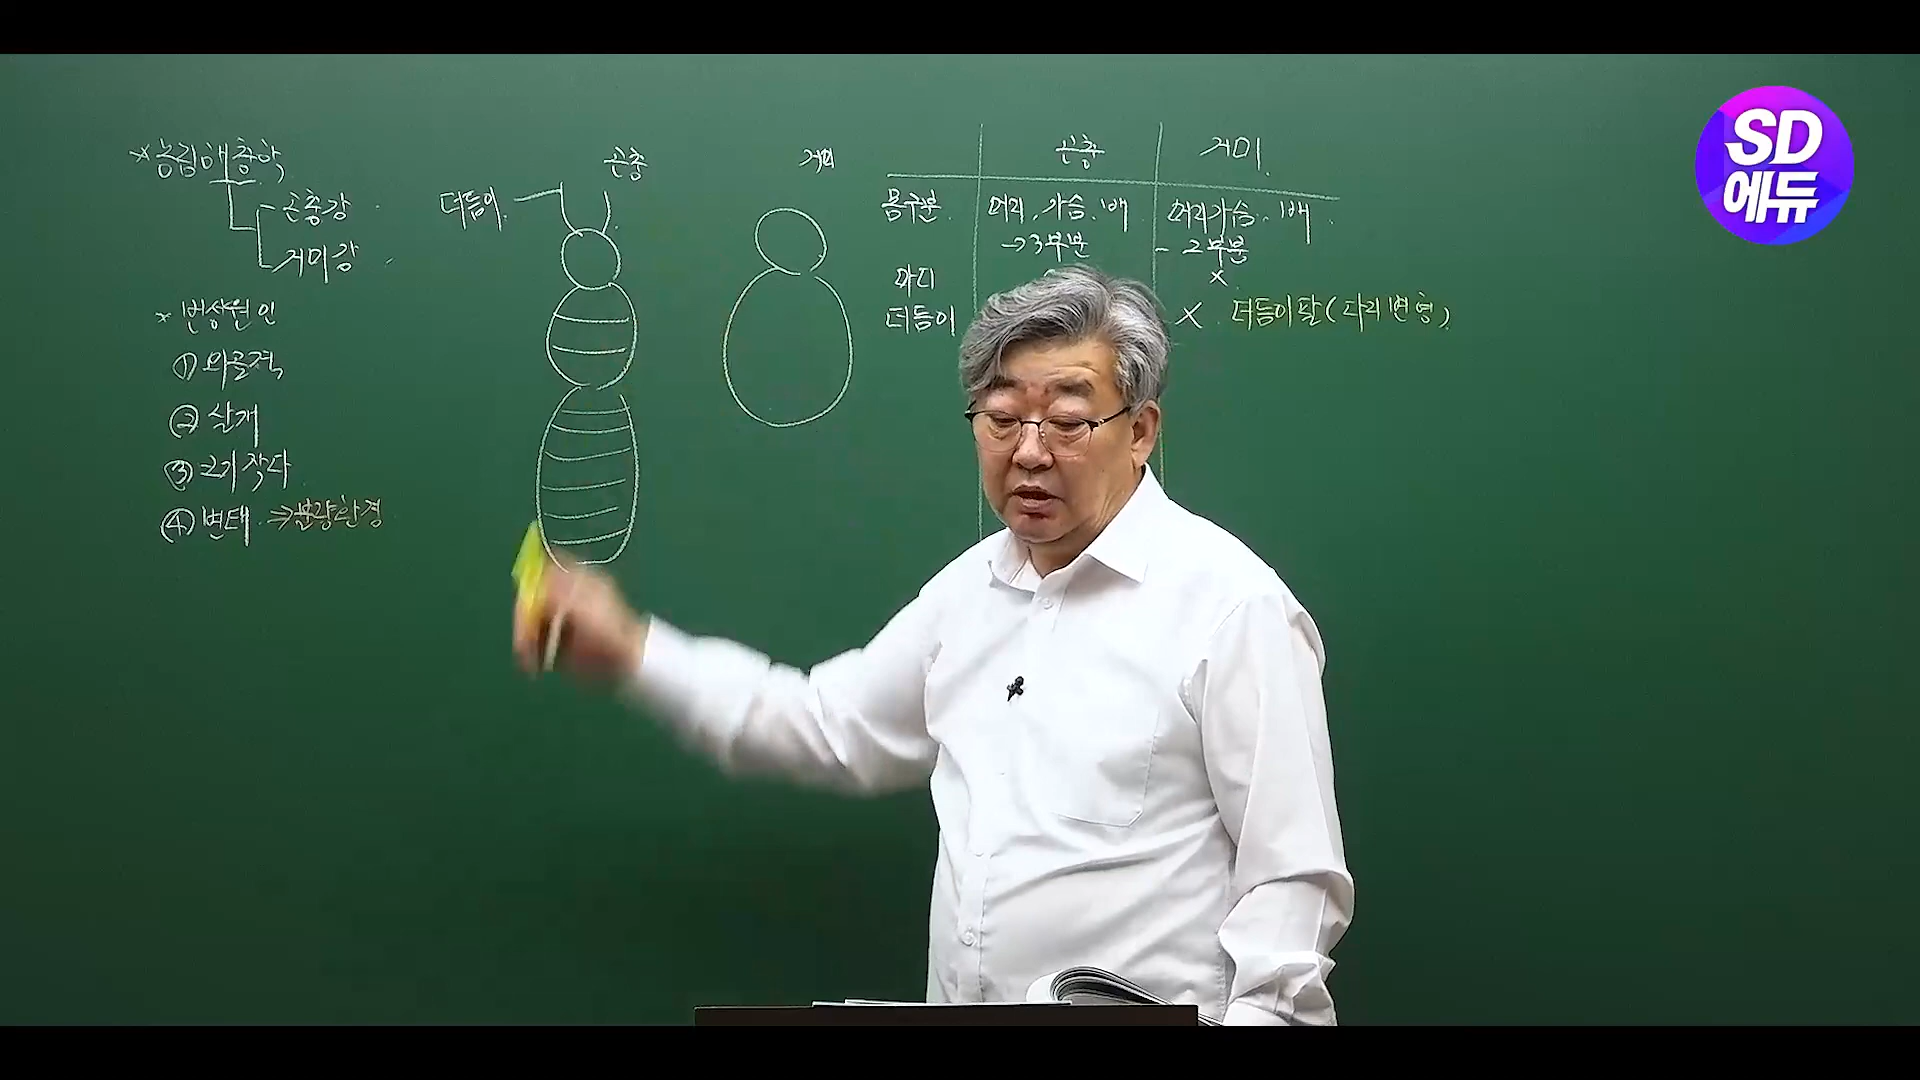 * 농림해충학
곤충강
거미강
* 번성원인
① 외골격
② 날개
③ 크기 작다
④ 변태 → 불량환경
곤충
더듬이
거미
곤충
거미
몸구분
머리, 가슴, 배
→ 3부분
머리가슴, 배
- 2부분
마디
×
더듬이
× 더듬이팔 (다리변형)
SD
에듀